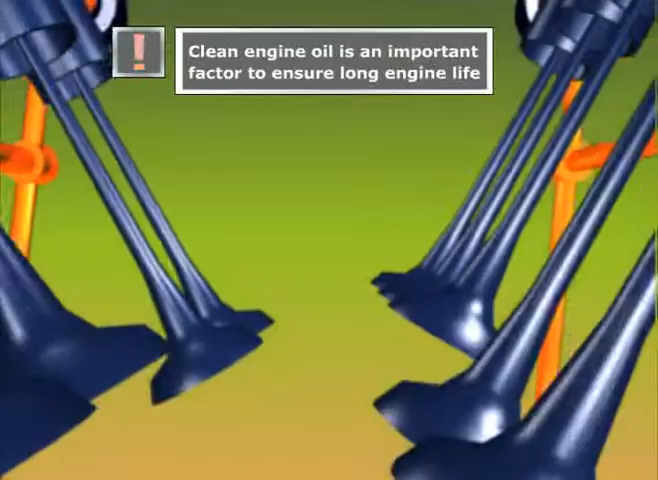 Clean engine oil is an important
factor to ensure long engine life